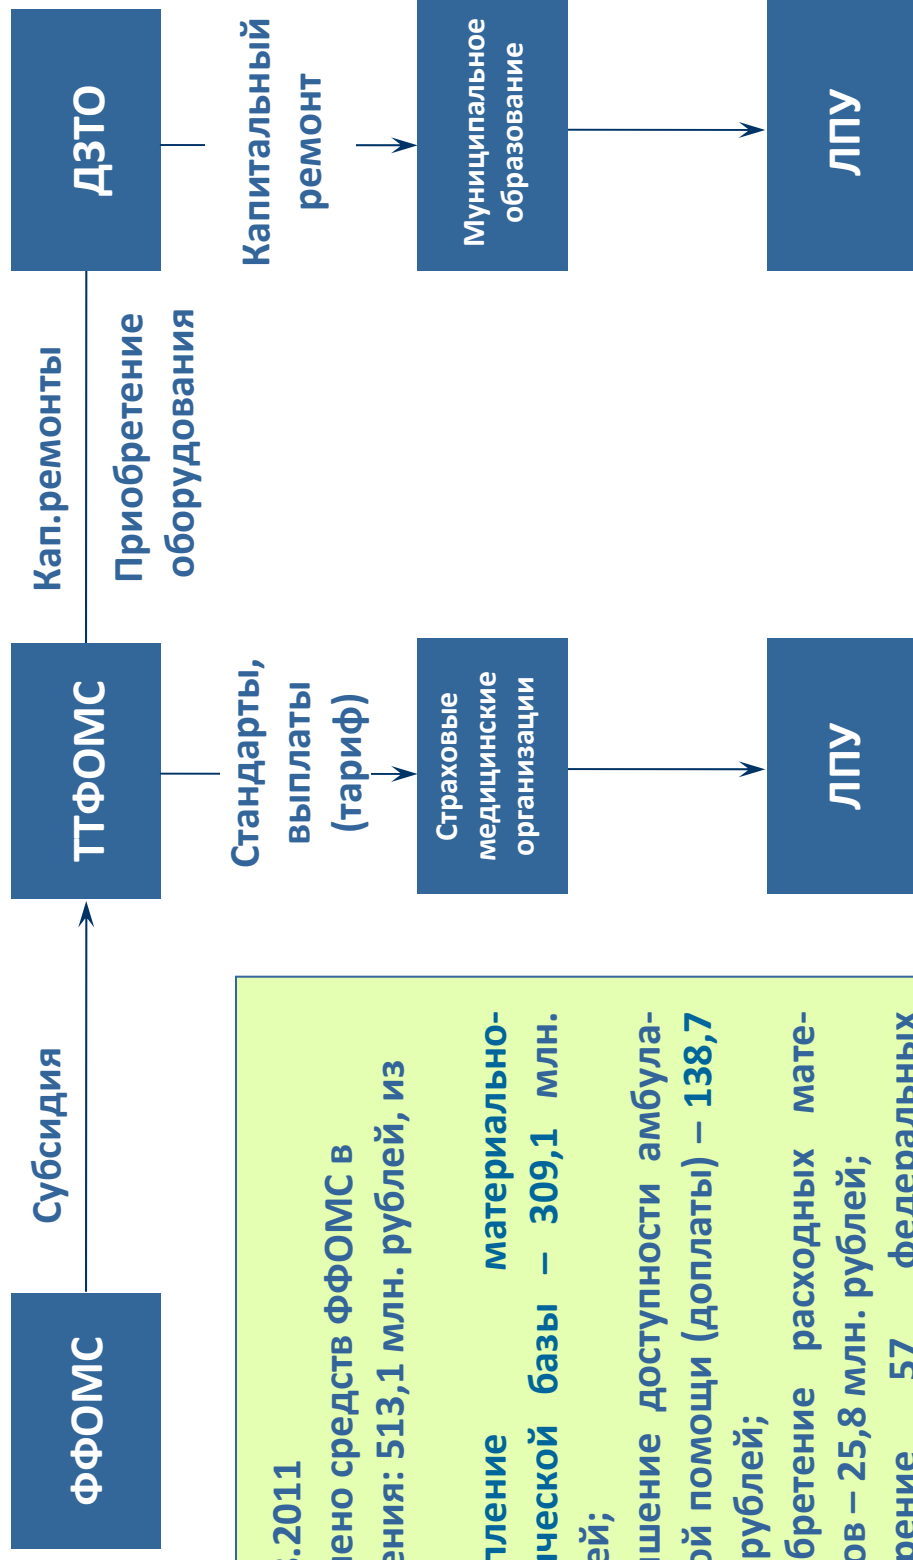 ФФОМС
Субсидия
ТТФОМС
Кап.ремонты
Приобретение
оборудования
ДЗТО
Стандарты,
выплаты
(тариф)
Капитальный
ремонт
Страховые
медицинские
организации
Муниципальное
образование
ЛПУ
ЛПУ
.2011
ено средств ФФОМС в
ения: 513,1 млн. рублей, из
пление материально-
ической базы – 309,1 млн.
ей;
шение доступности амбула-
ой помощи (доплаты) – 138,7
рублей;
бретение расходных мате-
ов – 25,8 млн. рублей;
рение 57 федеральных